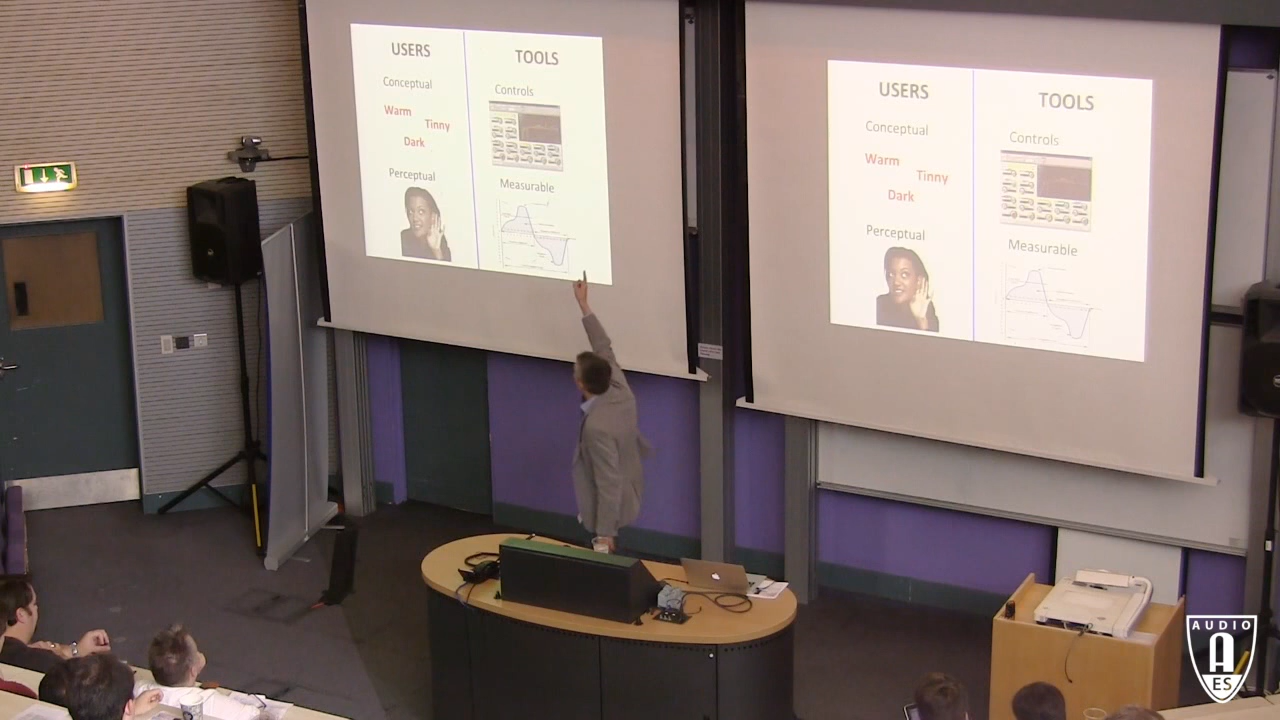 USERS
TOOLS
Conceptual
Controls
Warm
Tinny
Dark
Perceptual
Measurable
USERS
TOOLS
Conceptual
Controls
Warm
Tinny
Dark
Perceptual
Measurable
AUDIO
A
ES